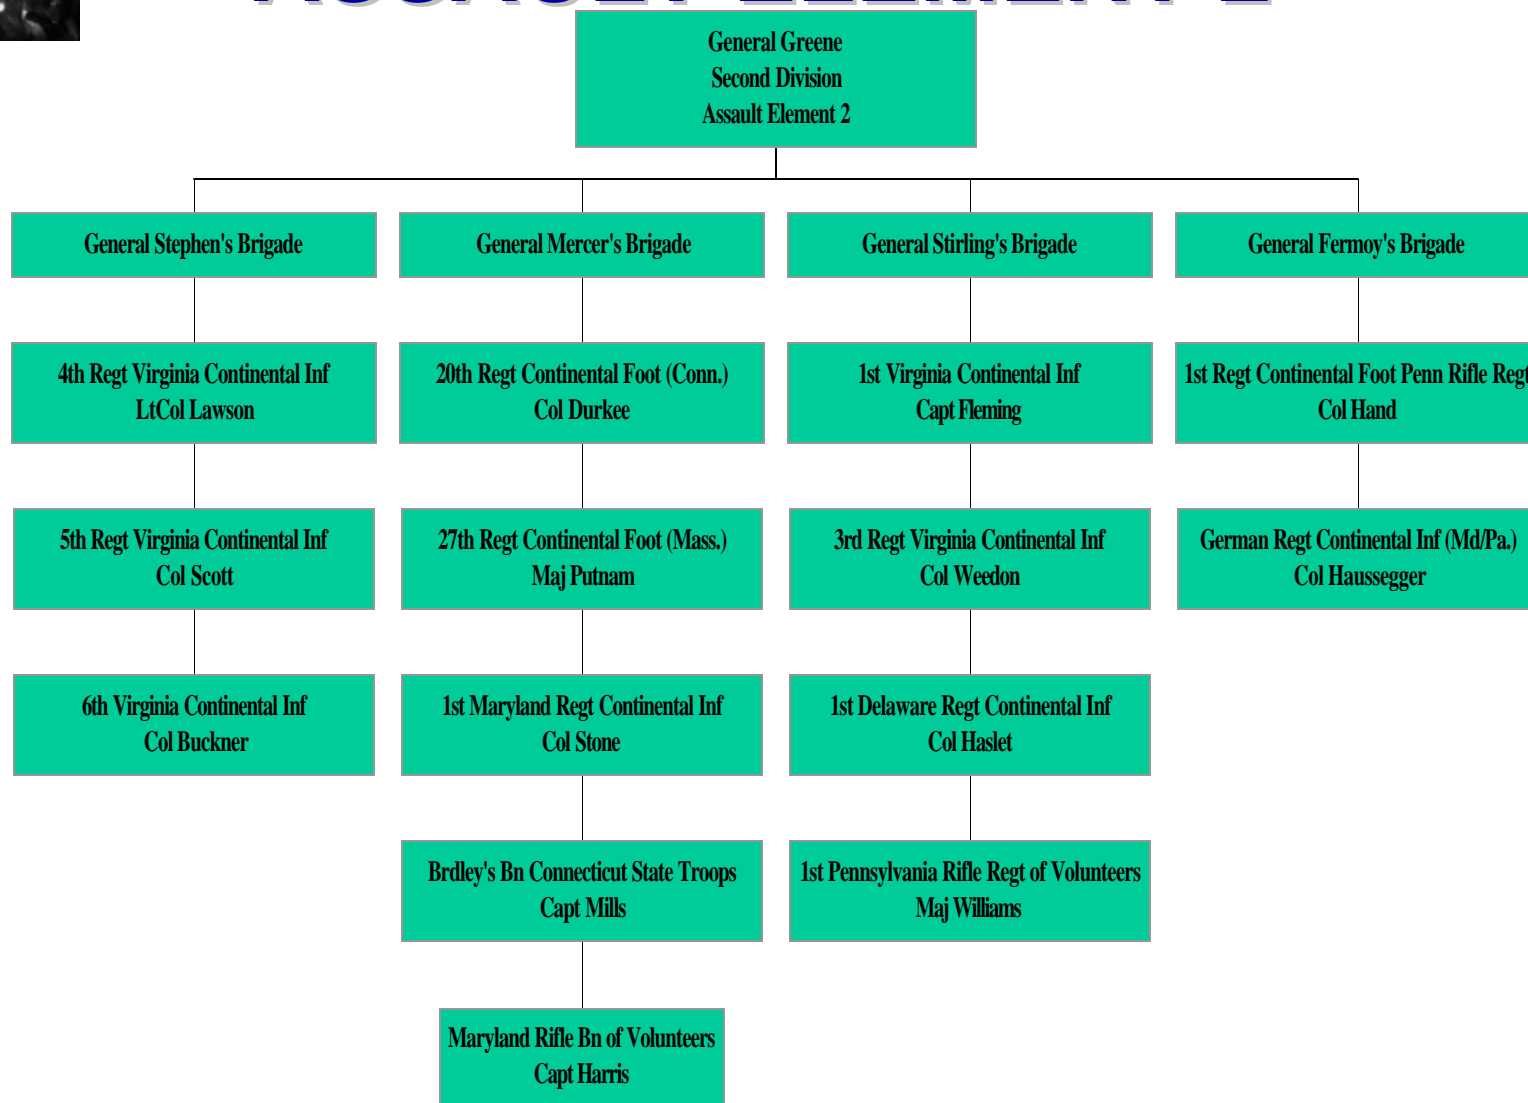 General Greene
Second Division
Assault Element 2
General Stephen's Brigade
General Mercer's Brigade
General Stirling's Brigade
General Fermoy's Brigade
4th Regt Virginia Continental Inf
LtCol Lawson
20th Regt Continental Foot (Conn.)
Col Durkee
1st Virginia Continental Inf
Capt Fleming
1st Regt Continental Foot Penn Rifle Regt
Col Hand
5th Regt Virginia Continental Inf
Col Scott
27th Regt Continental Foot (Mass.)
Maj Putnam
3rd Regt Virginia Continental Inf
Col Weedon
German Regt Continental Inf (Md/Pa.)
Col Haussegger
6th Virginia Continental Inf
Col Buckner
1st Maryland Regt Continental Inf
Col Stone
1st Delaware Regt Continental Inf
Col Haslet
Brdley's Bn Connecticut State Troops
Capt Mills
1st Pennsylvania Rifle Regt of Volunteers
Maj Williams
Maryland Rifle Bn of Volunteers
Capt Harris